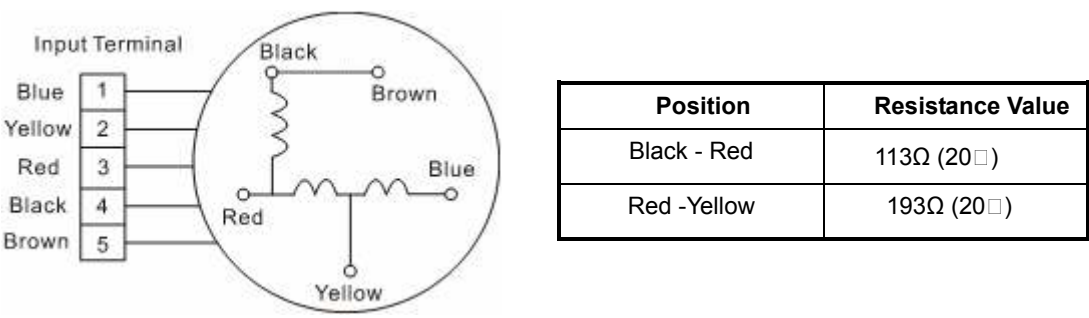 Input Terminal
Blue 1
Yellow 2
Red 3
Black 4
Brown 5
Black
Brown
Blue
Red
Yellow
Position Resistance Value
Black - Red 113Ω (20□)
Red -Yellow 193Ω (20□)